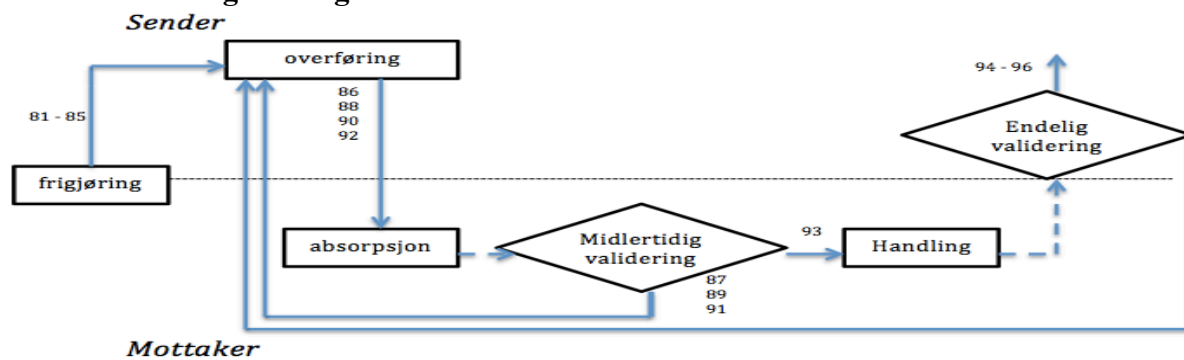 Sender
overføring
94 - 96
86
88
90
92
81 - 85
Endelig
validering
frigjøring
absorpsjon
Midlertidig
validering
93
Handling
87
89
91
Mottaker